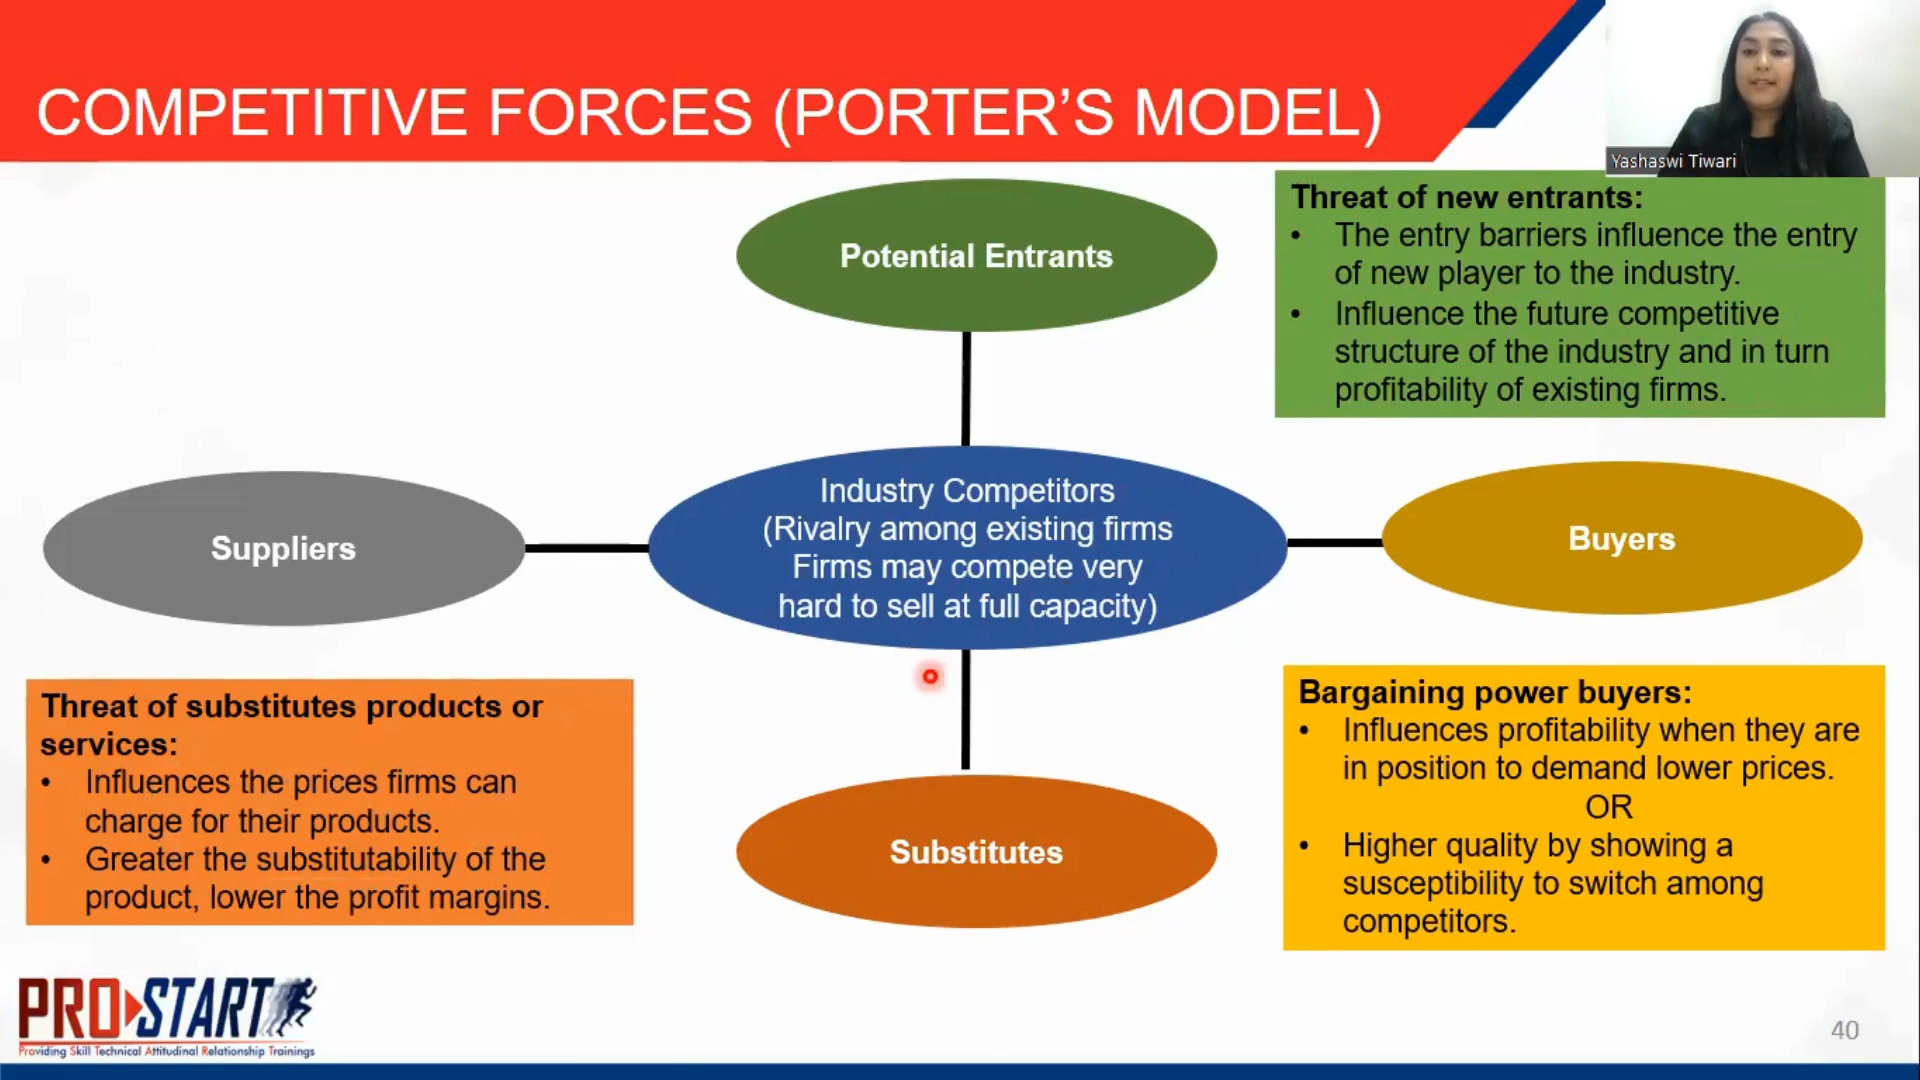 COMPETITIVE FORCES (PORTER'S MODEL)
Yashaswi Tiwari
Potential Entrants
Threat of new entrants:
• The entry barriers influence the entry
of new player to the industry.
• Influence the future competitive
structure of the industry and in turn
profitability of existing firms.
Suppliers
Industry Competitors
(Rivalry among existing firms
Firms may compete very
hard to sell at full capacity)
Buyers
Threat of substitutes products or
services:
• Influences the prices firms can
charge for their products.
• Greater the substitutability of the
product, lower the profit margins.
Substitutes
Bargaining power buyers:
• Influences profitability when they are
in position to demand lower prices.
OR
• Higher quality by showing a
susceptibility to switch among
competitors.
PRO START
Providing Skill Technical Attitudinal Relationship Trainings
40